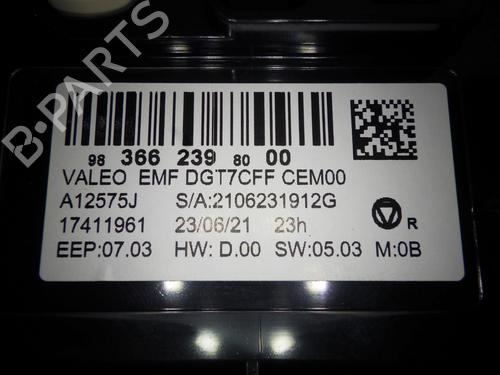 B-PARTS
98 366 239 80 00
VALEO EMF DGT7CFF CEM00
A12575J S/A:2106231912G
17411961 23/06/21 23h
R
EEP:07.03 HW: D.00 SW:05.03 M:0B